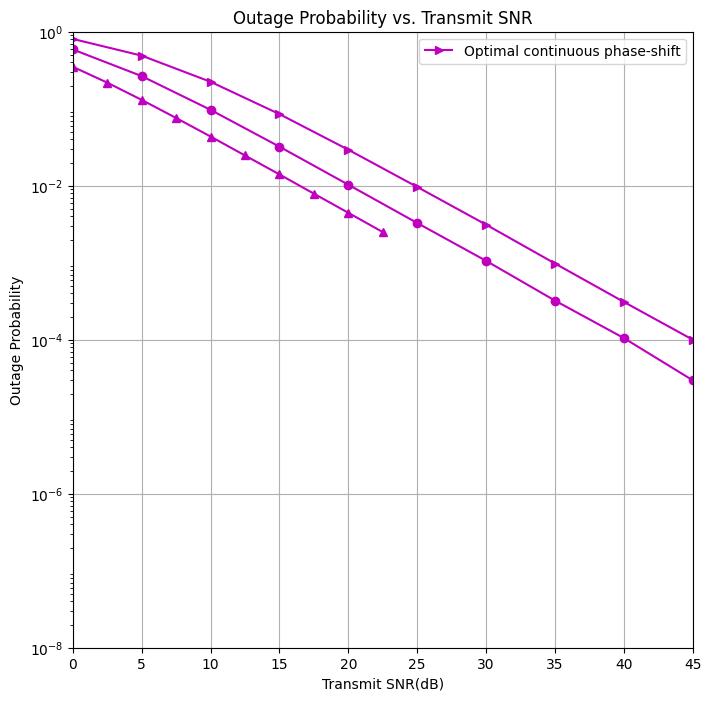 Outage Probability vs. Transmit SNR
Optimal continuous phase-shift
Outage Probability
10^0
10^-2
10^-4
10^-6
10^-8
0 5 10 15 20 25 30 35 40 45
Transmit SNR(dB)